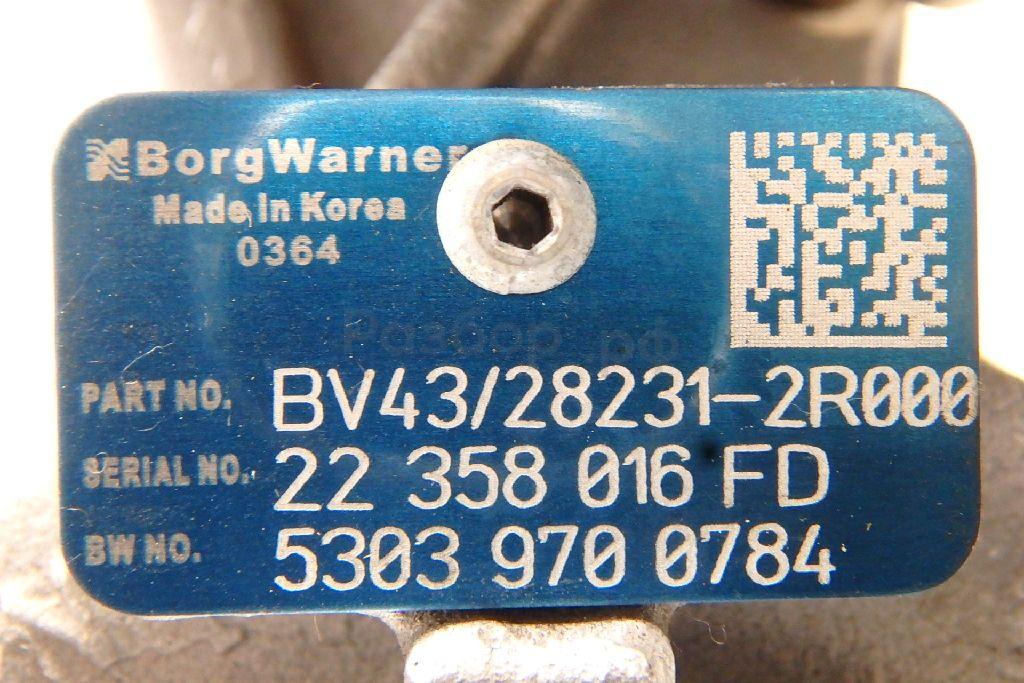 BorgWarner
Made in Korea
0364
Разбор.рф
PART NO. BV43/28231-2R000
SERIAL NO. 22 358 016 FD
BW NO. 5303 970 0784